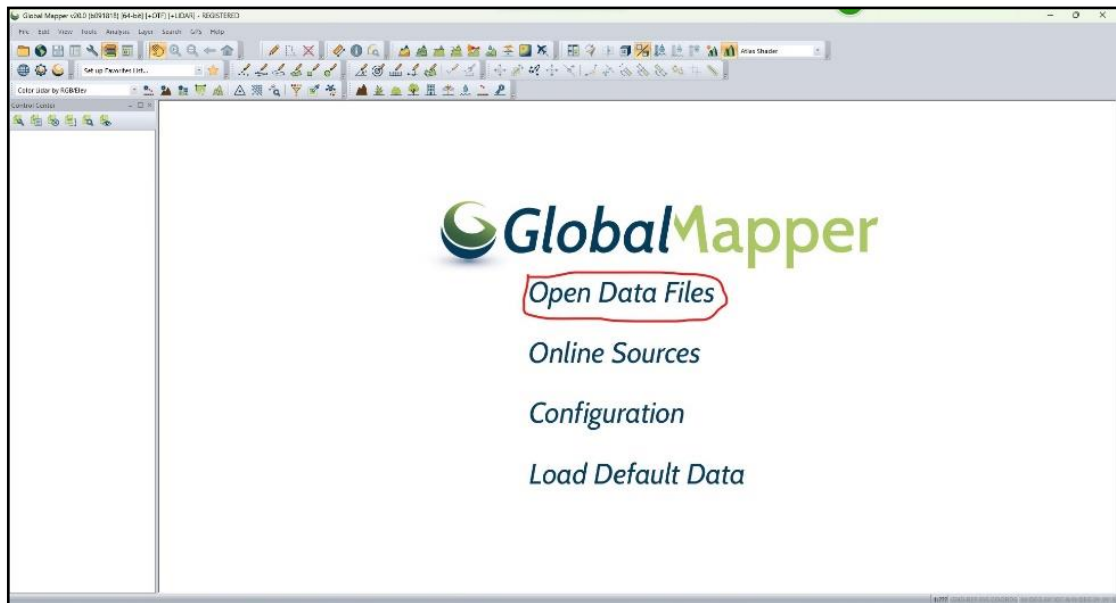 Global Mapper v20.0 (b091818) [64-bit] [+OTF] [+LIDAR] - REGISTERED
File Edit View Tools Analysis Layer Search GPS Help
Atlas Shader
Set up Favorites List...
Color Lidar by RGB/Elev
Control Center
GlobalMapper
Open Data Files
Online Sources
Configuration
Load Default Data